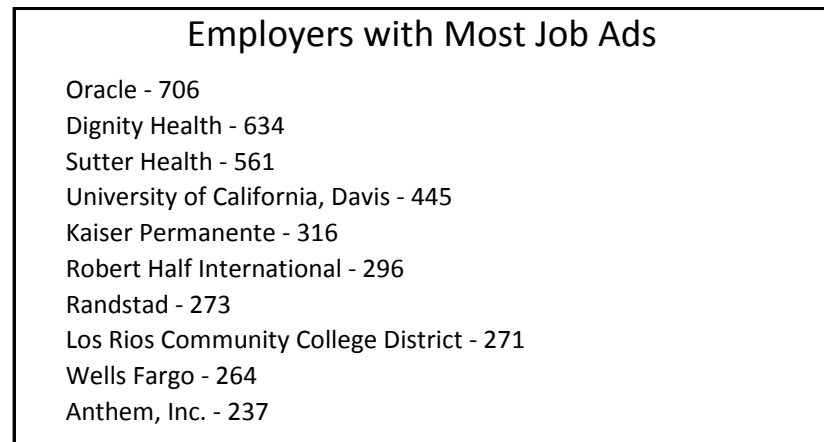 Employers with Most Job Ads
Oracle - 706
Dignity Health - 634
Sutter Health - 561
University of California, Davis - 445
Kaiser Permanente - 316
Robert Half International - 296
Randstad - 273
Los Rios Community College District - 271
Wells Fargo - 264
Anthem, Inc. - 237